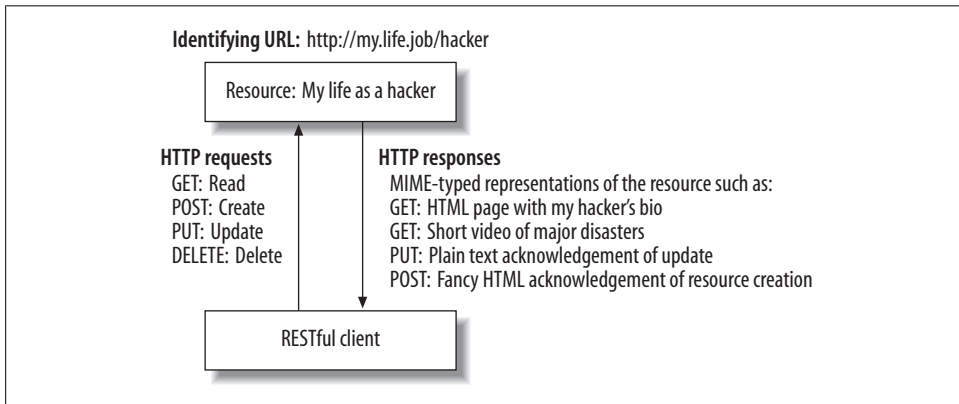 Identifying URL: http://my.life.job/hacker
Resource: My life as a hacker
HTTP requests
GET: Read
POST: Create
PUT: Update
DELETE: Delete
HTTP responses
MIME-typed representations of the resource such as:
GET: HTML page with my hacker's bio
GET: Short video of major disasters
PUT: Plain text acknowledgement of update
POST: Fancy HTML acknowledgement of resource creation
RESTful client